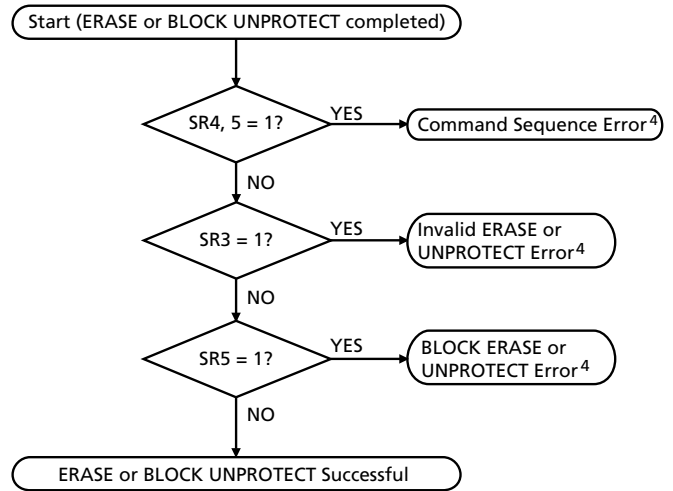 Start (ERASE or BLOCK UNPROTECT completed)
SR4, 5 = 1?
YES
Command Sequence Error4
NO
SR3 = 1?
YES
Invalid ERASE or
UNPROTECT Error4
NO
SR5 = 1?
YES
BLOCK ERASE or
UNPROTECT Error4
NO
ERASE or BLOCK UNPROTECT Successful